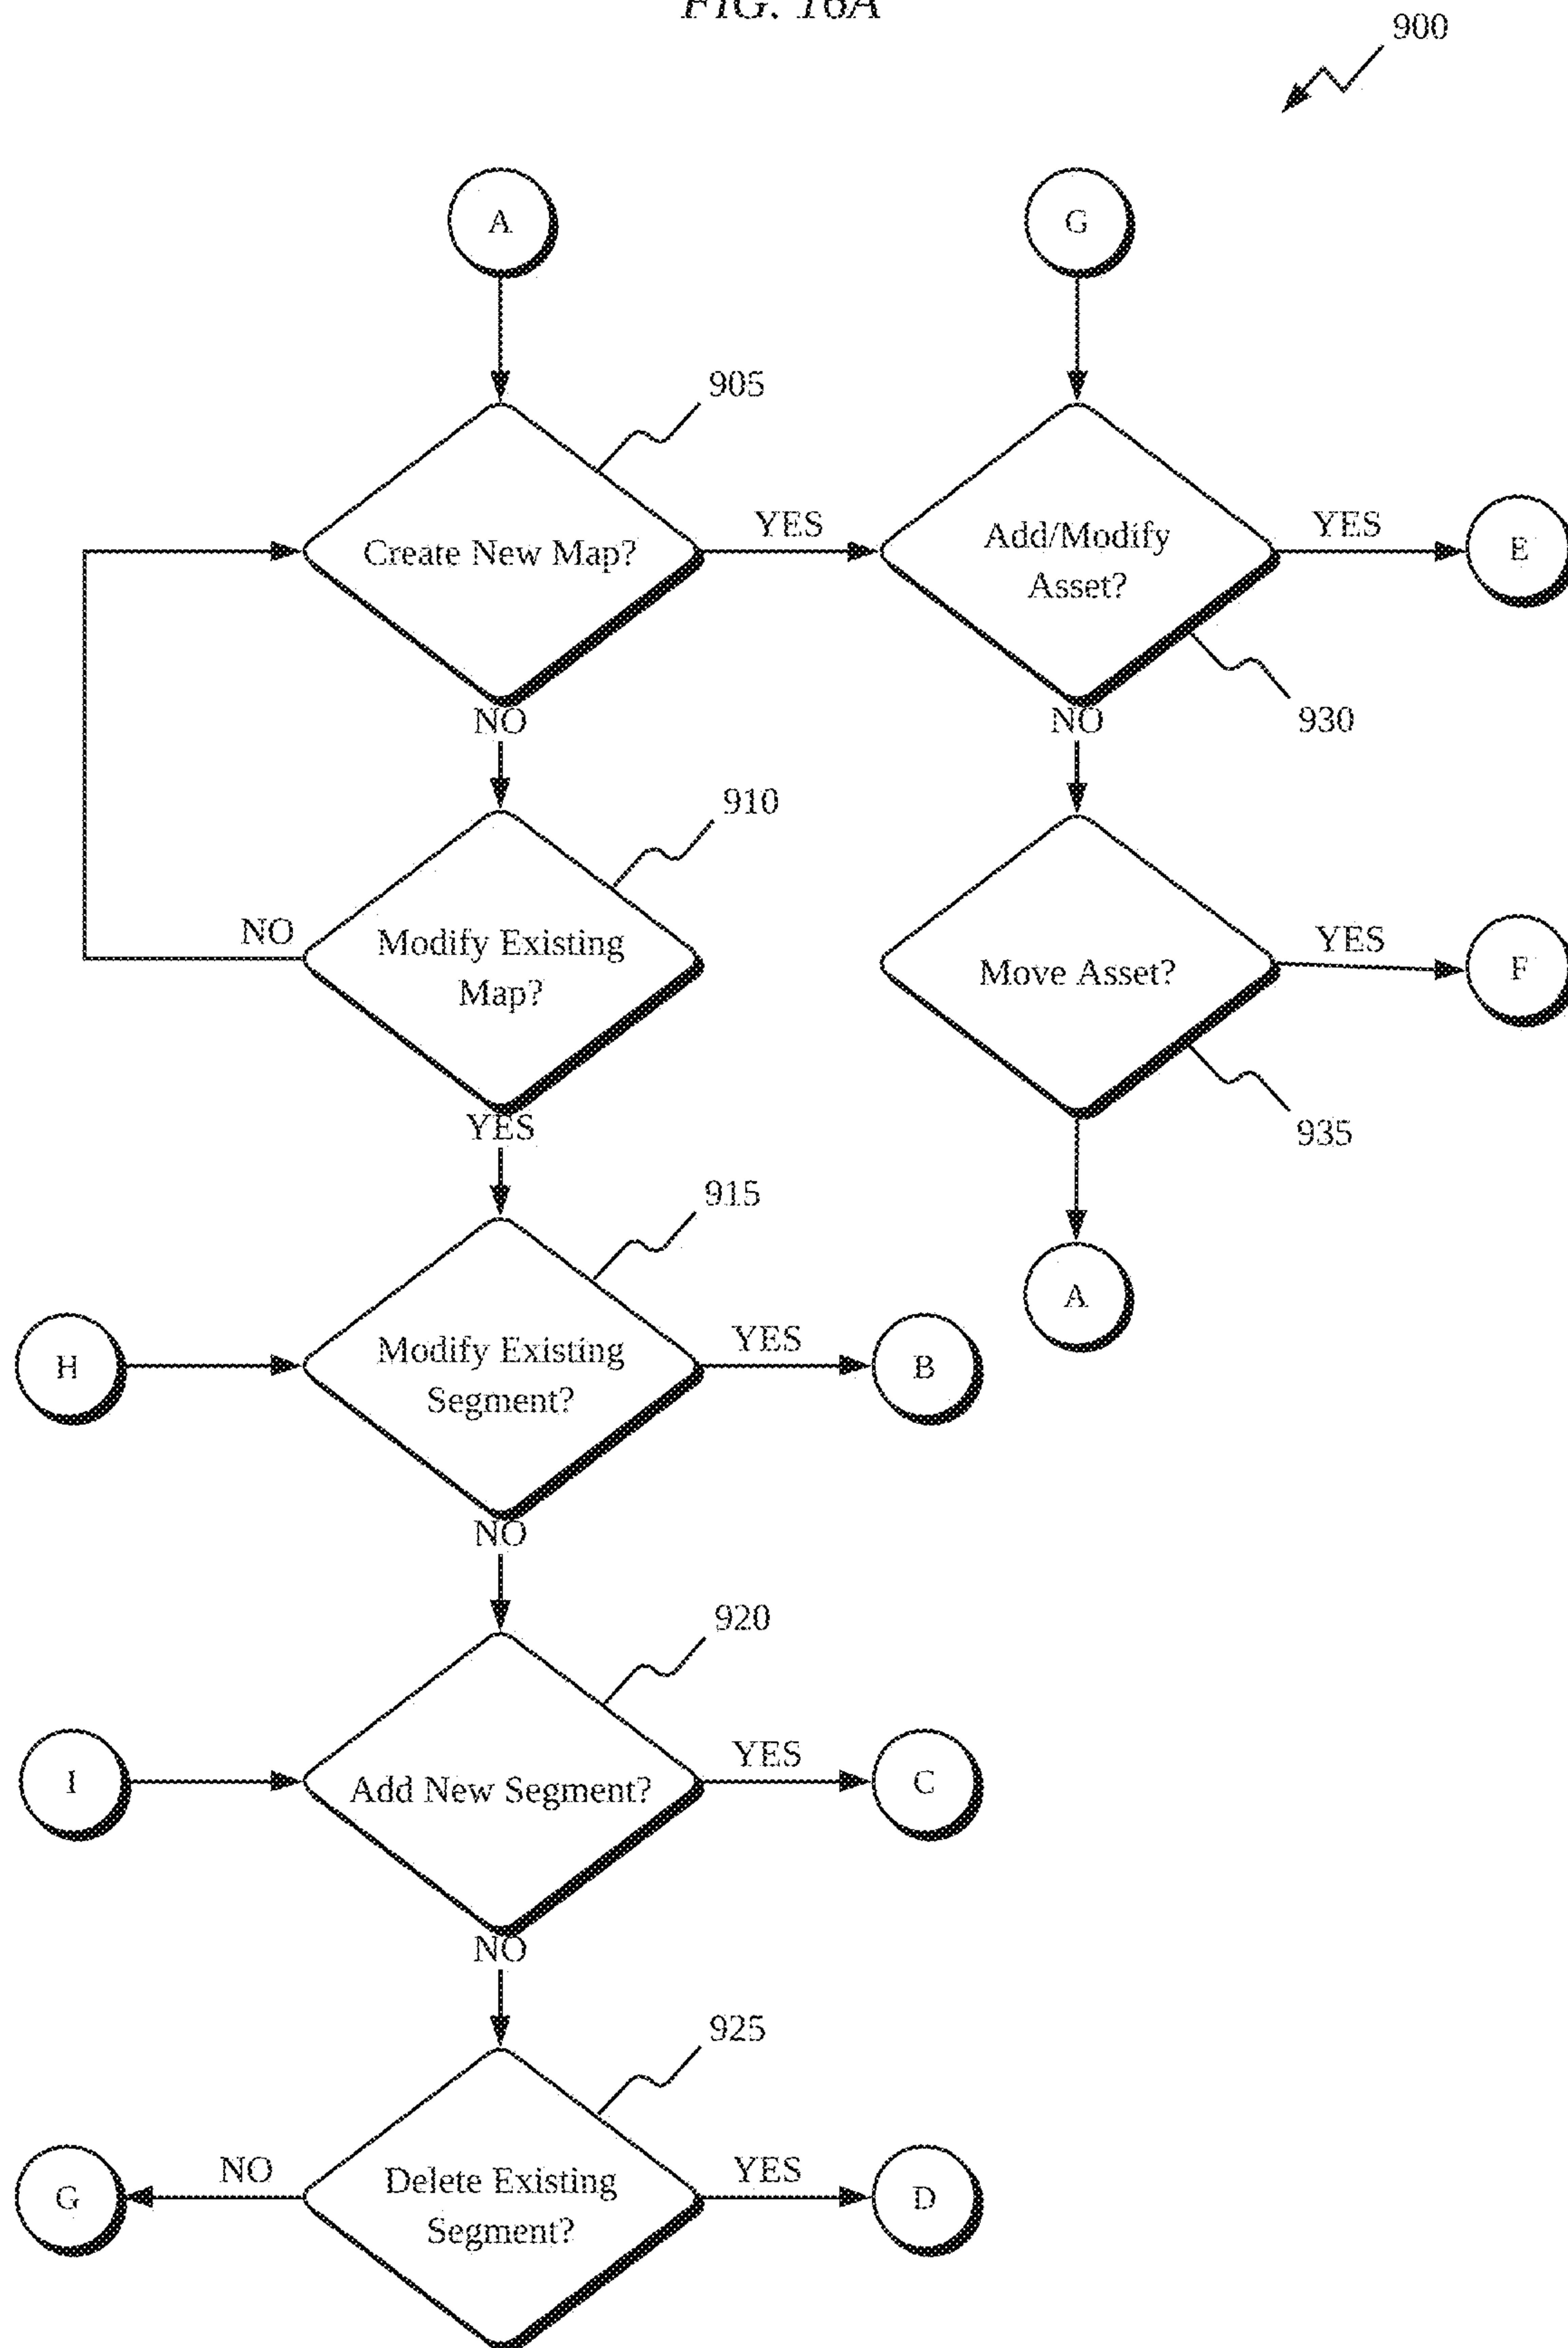 FIG. 16A
900
A
G
905
Create New Map?
YES
Add/Modify
Asset?
YES
E
NO
NO
930
910
Modify Existing
Map?
NO
Move Asset?
YES
F
YES
935
915
A
H
Modify Existing
Segment?
YES
B
NO
920
I
Add New Segment?
YES
C
NO
925
G
NO
Delete Existing
Segment?
YES
D